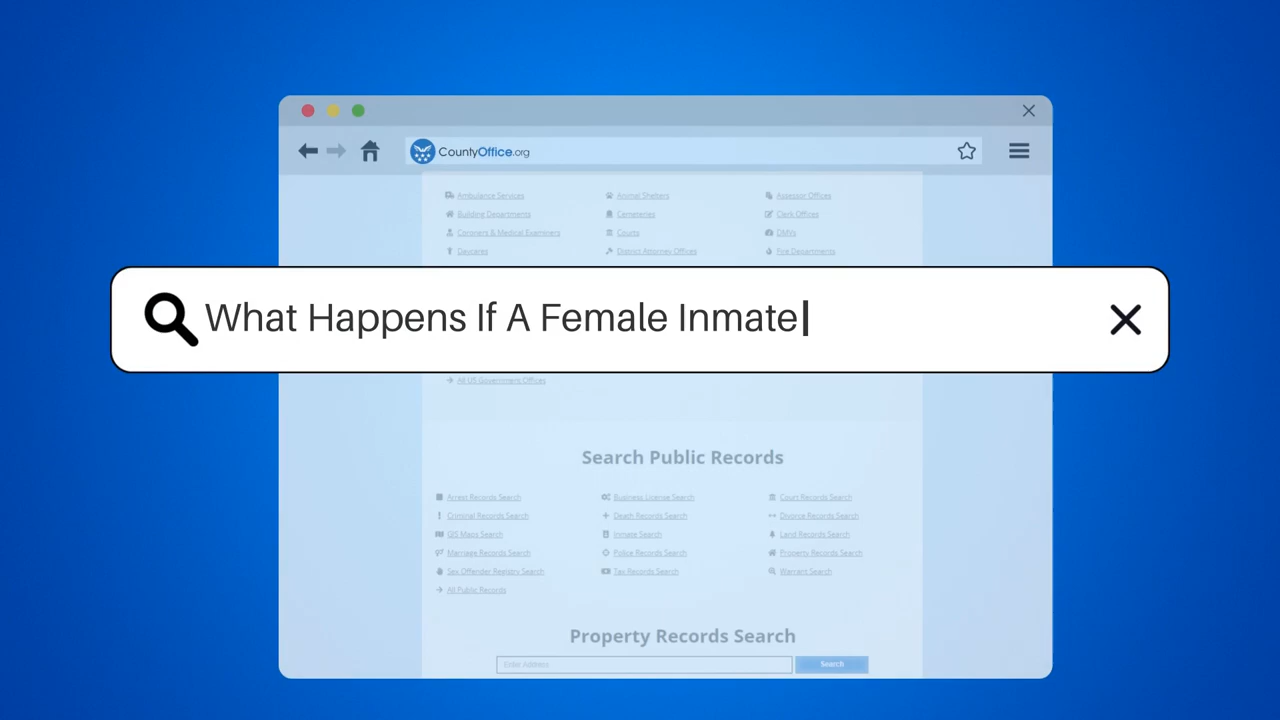 CountyOffice.org
Ambulance Services Animal Shelters Assessor Offices
Building Departments Cemeteries Clerk Offices
Coroners & Medical Examiners Courts DMVs
Daycares District Attorney Offices Fire Departments
What Happens If A Female Inmate
All US Government Offices
Search Public Records
Arrest Records Search Business License Search Court Records Search
Criminal Records Search Death Records Search Divorce Records Search
GIS Maps Search Inmate Search Land Records Search
Marriage Records Search Police Records Search Property Records Search
Sex Offender Registry Search Tax Records Search Warrant Search
All Public Records
Property Records Search
Enter Address Search